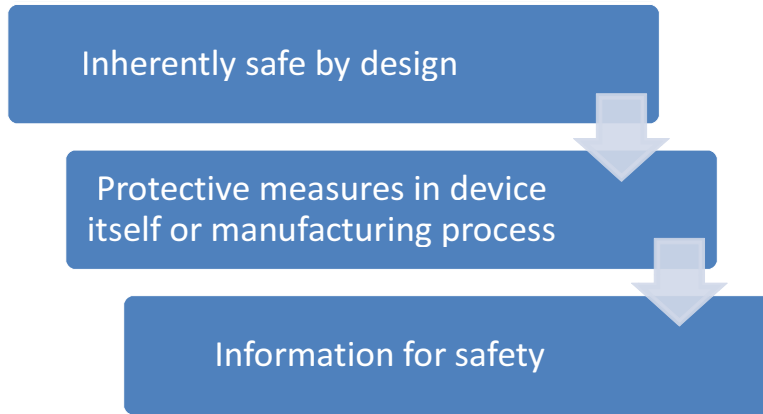 Inherently safe by design
Protective measures in device
itself or manufacturing process
Information for safety